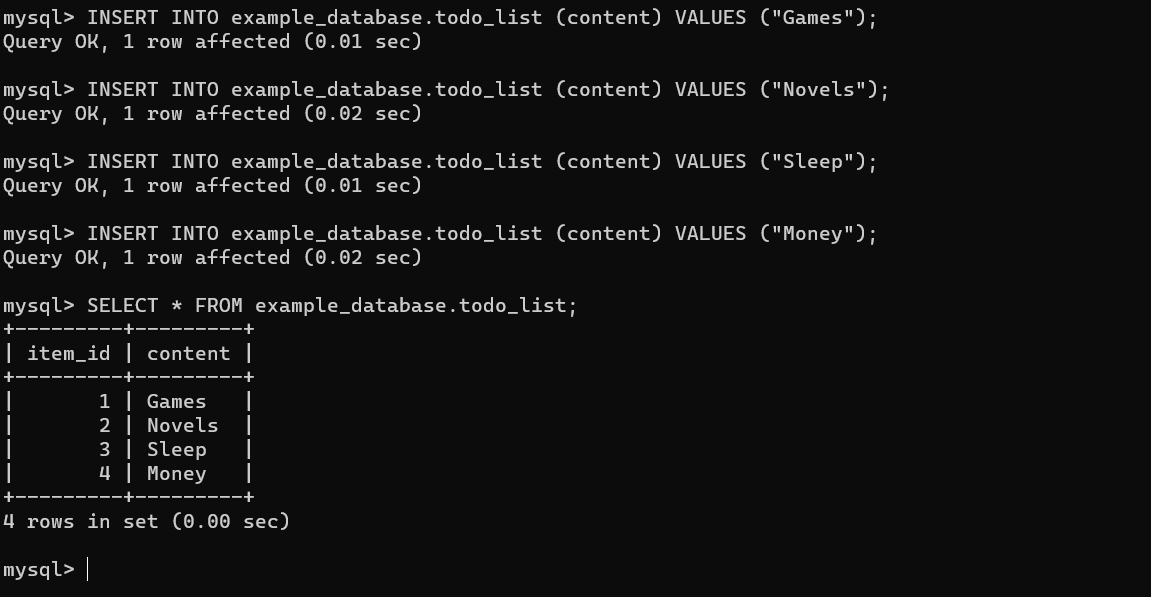 mysql> INSERT INTO example_database.todo_list (content) VALUES ("Games");
Query OK, 1 row affected (0.01 sec)
mysql> INSERT INTO example_database.todo_list (content) VALUES ("Novels");
Query OK, 1 row affected (0.02 sec)
mysql> INSERT INTO example_database.todo_list (content) VALUES ("Sleep");
Query OK, 1 row affected (0.01 sec)
mysql> INSERT INTO example_database.todo_list (content) VALUES ("Money");
Query OK, 1 row affected (0.02 sec)
mysql> SELECT * FROM example_database.todo_list;
+---------+---------+
| item_id | content |
+---------+---------+
|       1 | Games   |
|       2 | Novels  |
|       3 | Sleep   |
|       4 | Money   |
+---------+---------+
4 rows in set (0.00 sec)
mysql>